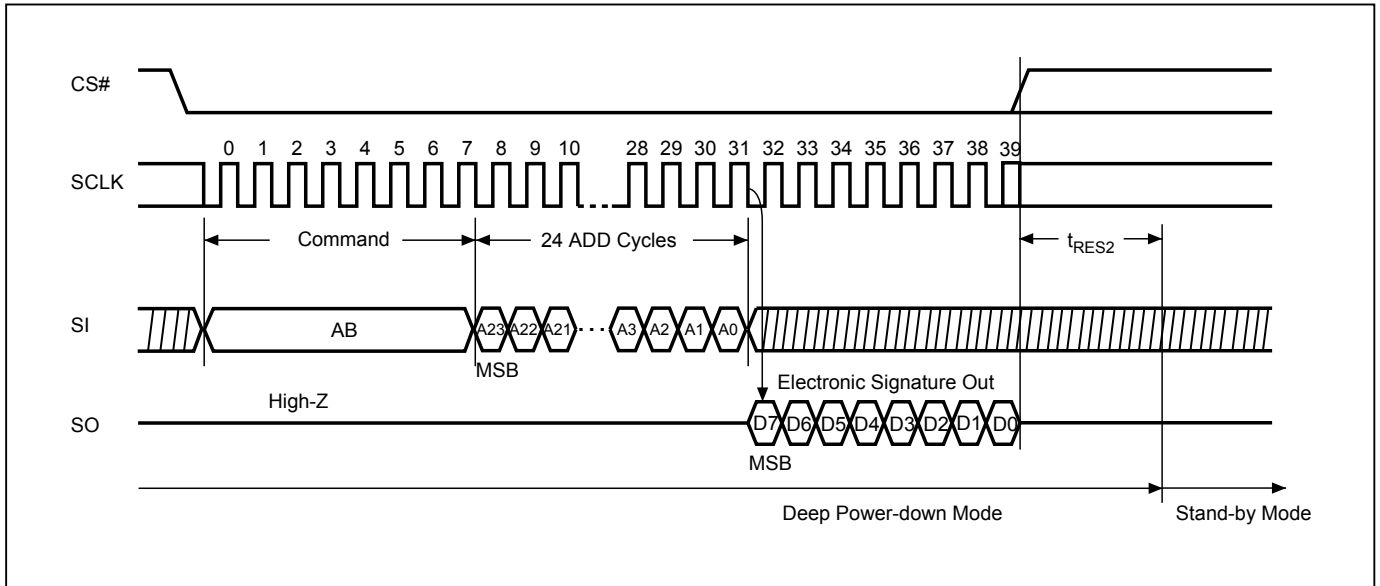 CS#
0 1 2 3 4 5 6 7 8 9 10 28 29 30 31 32 33 34 35 36 37 38 39
SCLK
Command 24 ADD Cycles tRES2
SI AB A23 A22 A21 A3 A2 A1 A0
MSB
High-Z Electronic Signature Out
SO D7 D6 D5 D4 D3 D2 D1 D0
MSB
Deep Power-down Mode Stand-by Mode